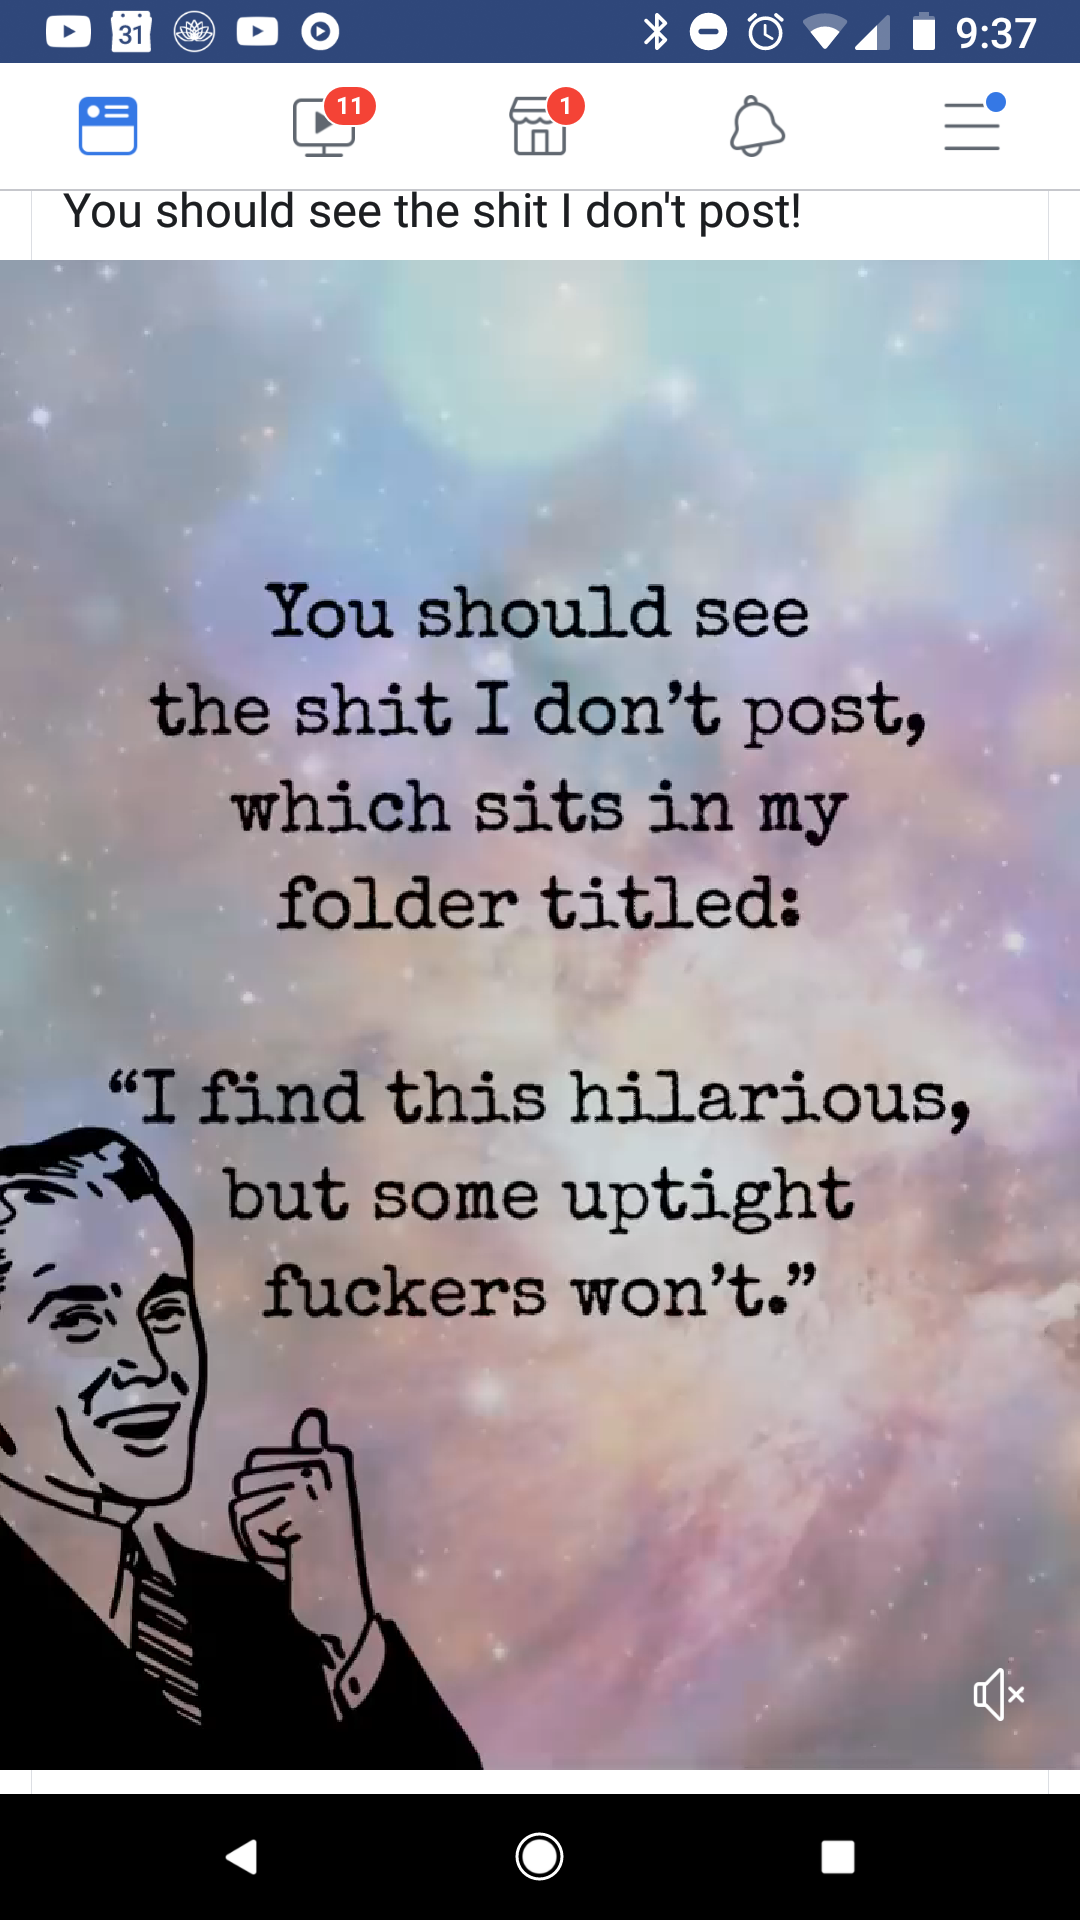 31
9:37
11
1
You should see the shit I don't post!
You should see
the shit I don’t post,
which sits in my
folder titled:
“I find this hilarious,
but some uptight
fuckers won’t.”